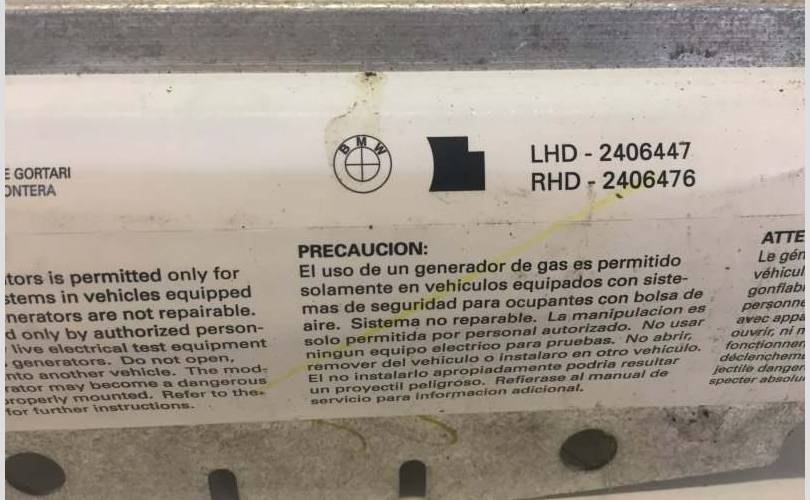 E GORTARI
ONTERA
BMW
LHD - 2406447
RHD - 2406476
tors is permitted only for
stems in vehicles equipped
nerators are not repairable.
d only by authorized person-
live electrical test equipment
generators. Do not open,
nto another vehicle. The mod-
rator may become a dangerous
properly mounted. Refer to the
for further instructions.
PRECAUCION:
El uso de un generador de gas es permitido
solamente en vehiculos equipados con siste-
mas de seguridad para ocupantes con bolsa de
aire. Sistema no reparable. La manipulacion es
solo permitida por personal autorizado. No usar
ningun equipo electrico para pruebas. No abrir,
remover del vehiculo o instalaro en otro vehiculo.
El no instalarlo apropiadamente podria resultar
un proyectil peligroso. Refierase al manual de
servicio para informacion adicional.
ATTE
Le gén
véhicul
gonflabl
personne
avec appa
ouvrir, ni n
fonctionnen
déclenchem
jectile danger
specter absolu